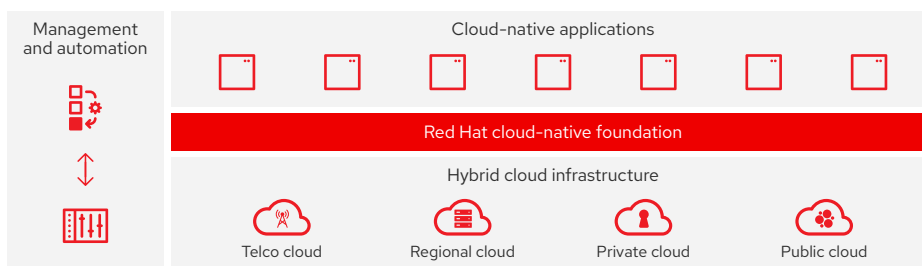 Management
and automation
Cloud-native applications
Red Hat cloud-native foundation
Hybrid cloud infrastructure
Telco cloud
Regional cloud
Private cloud
Public cloud